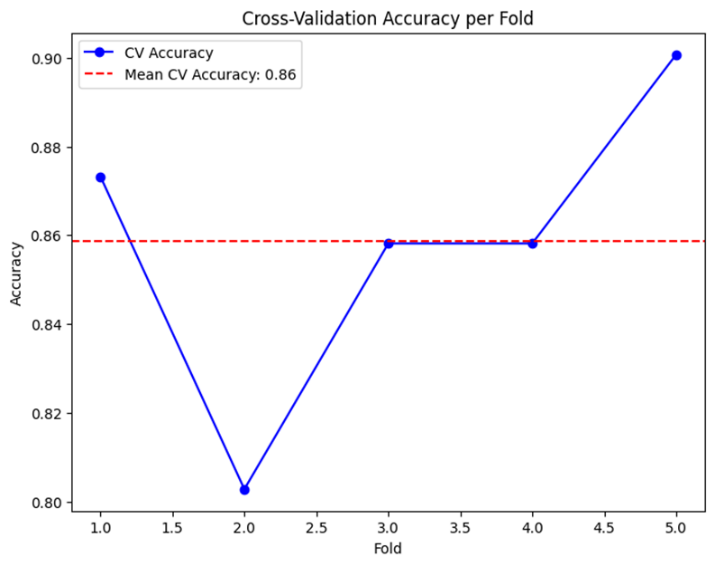 Cross-Validation Accuracy per Fold
CV Accuracy
Mean CV Accuracy: 0.86
0.90
0.88
0.86
0.84
0.82
0.80
Accuracy
1.0 1.5 2.0 2.5 3.0 3.5 4.0 4.5 5.0
Fold